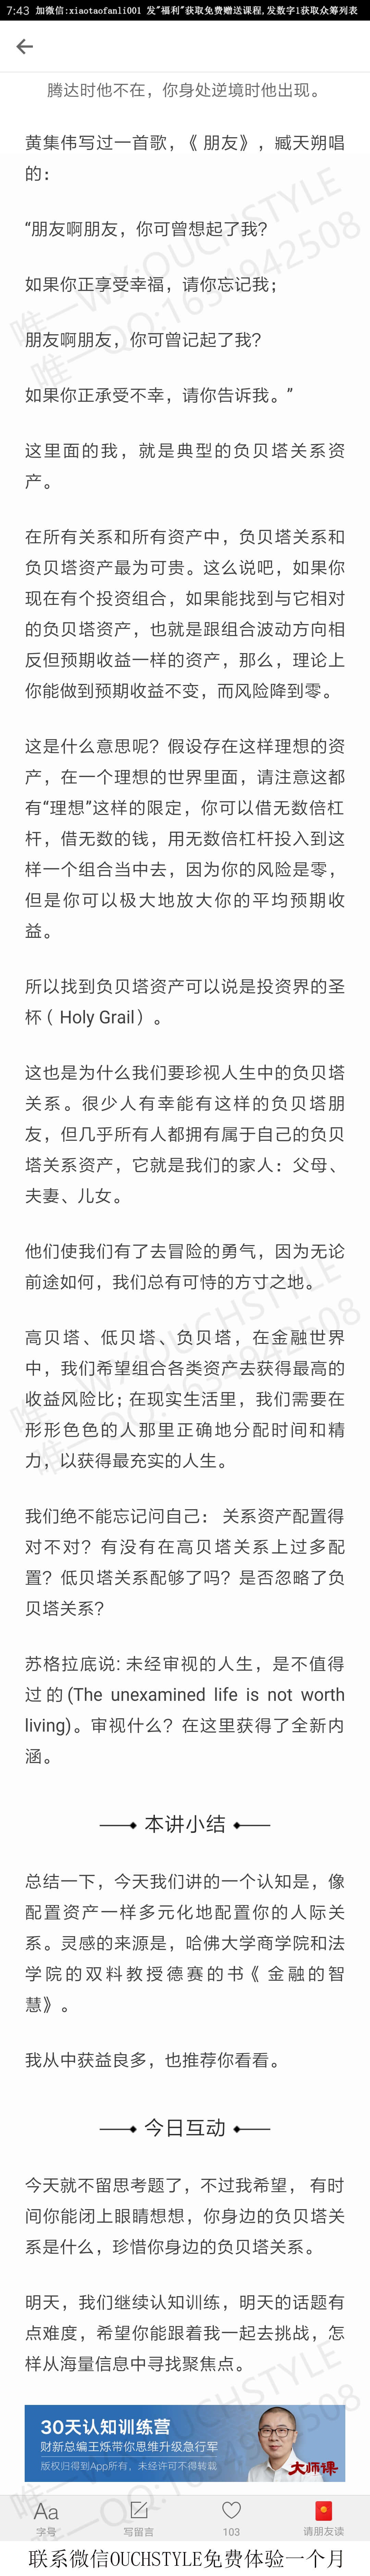 7:43 加微信:xiaotaofanli001 发"福利"获取免费赠送课程,发数字1获取众筹列表
腾达时他不在，你身处逆境时他出现。
黄集伟写过一首歌，《朋友》，臧天朔唱
的：
“朋友啊朋友，你可曾想起了我？
如果你正享受幸福，请你忘记我；
朋友啊朋友，你可曾记起了我？
如果你正承受不幸，请你告诉我。”
这里面的我，就是典型的负贝塔关系资
产。
在所有关系和所有资产中，负贝塔关系和
负贝塔资产最为可贵。这么说吧，如果你
现在有个投资组合，如果能找到与它相对
的负贝塔资产，也就是跟组合波动方向相
反但预期收益一样的资产，那么，理论上
你能做到预期收益不变，而风险降到零。
这是什么意思呢？假设存在这样理想的资
产，在一个理想的世界里面，请注意这都
有“理想”这样的限定，你可以借无数倍杠
杆，借无数的钱，用无数倍杠杆投入到这
样一个组合当中去，因为你的风险是零，
但是你可以极大地放大你的平均预期收
益。
所以找到负贝塔资产可以说是投资界的圣
杯（Holy Grail）。
这也是为什么我们要珍视人生中的负贝塔
关系。很少人有幸能有这样的负贝塔朋
友，但几乎所有人都拥有属于自己的负贝
塔关系资产，它就是我们的家人：父母、
夫妻、儿女。
他们使我们有了去冒险的勇气，因为无论
前途如何，我们总有可恃的方寸之地。
高贝塔、低贝塔、负贝塔，在金融世界
中，我们希望组合各类资产去获得最高的
收益风险比；在现实生活里，我们需要在
形形色色的人那里正确地分配时间和精
力，以获得最充实的人生。
我们绝不能忘记问自己： 关系资产配置得
对不对？有没有在高贝塔关系上过多配
置？低贝塔关系配够了吗？是否忽略了负
贝塔关系？
苏格拉底说: 未经审视的人生，是不值得
过的(The unexamined life is not worth
living)。审视什么？在这里获得了全新内
涵。
本讲小结
总结一下，今天我们讲的一个认知是，像
配置资产一样多元化地配置你的人际关
系。灵感的来源是，哈佛大学商学院和法
学院的双料教授德赛的书《金融的智
慧》。
我从中获益良多，也推荐你看看。
今日互动
今天就不留思考题了，不过我希望， 有时
间你能闭上眼睛想想，你身边的负贝塔关
系是什么，珍惜你身边的负贝塔关系。
明天，我们继续认知训练，明天的话题有
点难度，希望你能跟着我一起去挑战，怎
样从海量信息中寻找聚焦点。
30天认知训练营
财新总编王烁带你思维升级急行军
版权归得到App所有，未经许可不得转载
大师课
Aa
字号
写留言
103
请朋友读
联系微信OUCHSTYLE免费体验一个月
唯一WX:OUCHSTYLE
唯一QQ:1634942508
唯一WX:OUCHSTYLE
唯一QQ:1634942508